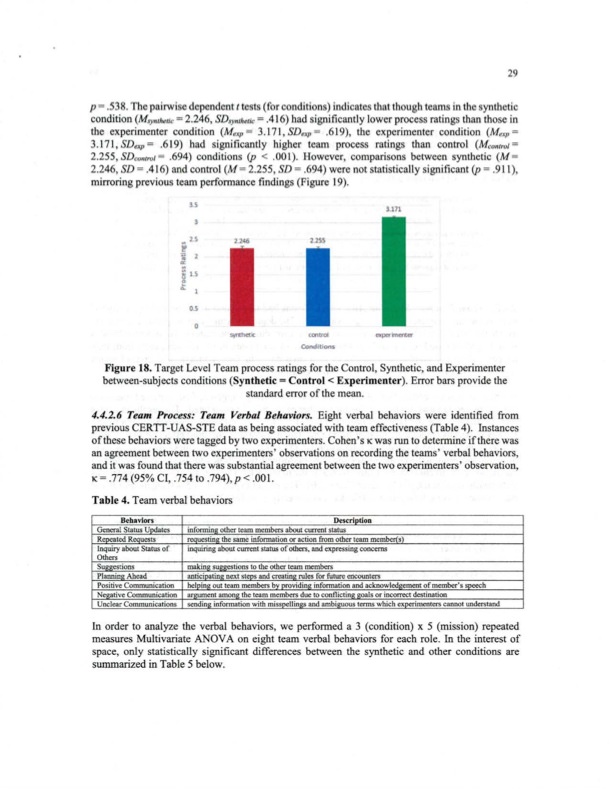 29
p = .538. The pairwise dependent t tests (for conditions) indicates that though teams in the synthetic
condition (Msynthetic = 2.246, SDsynthetic = .416) had significantly lower process ratings than those in
the experimenter condition (Mexp = 3.171, SDexp = .619), the experimenter condition (Mexp =
3.171, SDexp = .619) had significantly higher team process ratings than control (Mcontrol =
2.255, SDcontrol = .694) conditions (p < .001). However, comparisons between synthetic (M =
2.246, SD = .416) and control (M = 2.255, SD = .694) were not statistically significant (p = .911),
mirroring previous team performance findings (Figure 19).
3.5
3
2.5
2
1.5
1
0.5
0
Process Ratings
2.246
2.255
3.171
synthetic
control
experimenter
Conditions
Figure 18. Target Level Team process ratings for the Control, Synthetic, and Experimenter
between-subjects conditions (Synthetic = Control < Experimenter). Error bars provide the
standard error of the mean.
4.4.2.6 Team Process: Team Verbal Behaviors. Eight verbal behaviors were identified from
previous CERTT-UAS-STE data as being associated with team effectiveness (Table 4). Instances
of these behaviors were tagged by two experimenters. Cohen's κ was run to determine if there was
an agreement between two experimenters' observations on recording the teams' verbal behaviors,
and it was found that there was substantial agreement between the two experimenters' observation,
κ = .774 (95% CI, .754 to .794), p < .001.
Table 4. Team verbal behaviors
Behaviors Description
General Status Updates informing other team members about current status
Repeated Requests requesting the same information or action from other team member(s)
Inquiry about Status of inquiring about current status of others, and expressing concerns
Others
Suggestions making suggestions to the other team members
Planning Ahead anticipating next steps and creating rules for future encounters
Positive Communication helping out team members by providing information and acknowledgement of member's speech
Negative Communication argument among the team members due to conflicting goals or incorrect destination
Unclear Communications sending information with misspellings and ambiguous terms which experimenters cannot understand
In order to analyze the verbal behaviors, we performed a 3 (condition) x 5 (mission) repeated
measures Multivariate ANOVA on eight team verbal behaviors for each role. In the interest of
space, only statistically significant differences between the synthetic and other conditions are
summarized in Table 5 below.